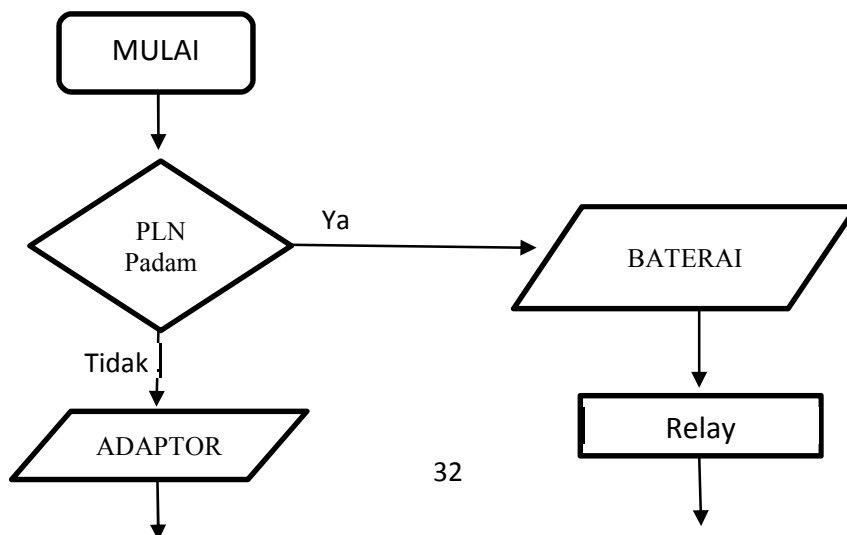 MULAI
PLN
Padam
Ya
BATERAI
Tidak
ADAPTOR
Relay
32